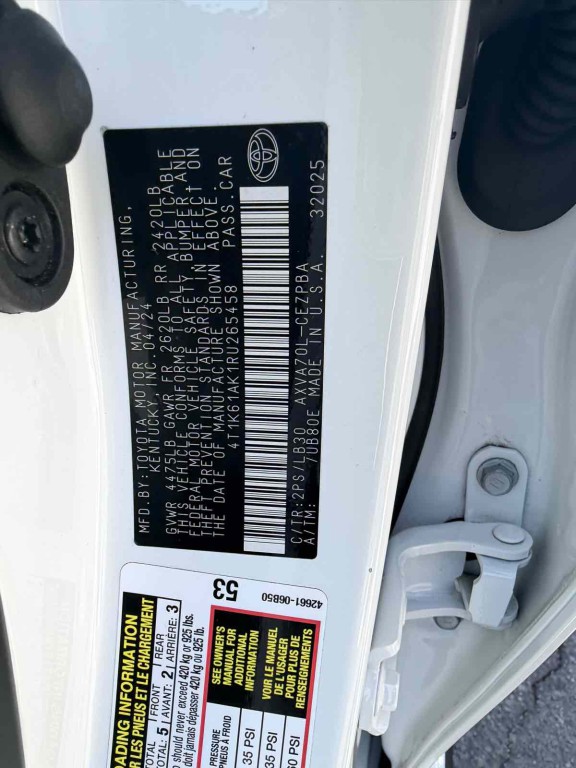 MFD.BY:TOYOTA MOTOR MANUFACTURING,
KENTUCKY, INC. 04/24
GVWR 4475LB GAWR FR 2620LB RR 2420LB
THIS VEHICLE CONFORMS TO ALL APPLICABLE
FEDERAL MOTOR VEHICLE SAFETY, BUMPER, AND
THEFT PREVENTION STANDARDS IN EFFECT ON
THE DATE OF MANUFACTURE SHOWN ABOVE.
4T1K61AK1RU265458 PASS.CAR
32025
C/TR:2PS/LB30 AXVA70L-CEZPBA
A/TM: /UB80E MADE IN U.S.A.
53
42661-06B50
LOADING INFORMATION
SUR LES PNEUS ET LE CHARGEMENT
TOTAL FRONT REAR
TOTAL: 5 AVANT: 2 ARRIÈRE: 3
should never exceed 420 kg or 925 lbs.
doit jamais dépasser 420 kg ou 925 lb.
PRESSURE
PNEUS À FROID
35 PSI
35 PSI
60 PSI
SEE OWNER'S
MANUAL FOR
ADDITIONAL
INFORMATION
VOIR LE MANUEL
DE L'USAGER
POUR PLUS DE
RENSEIGNEMENTS